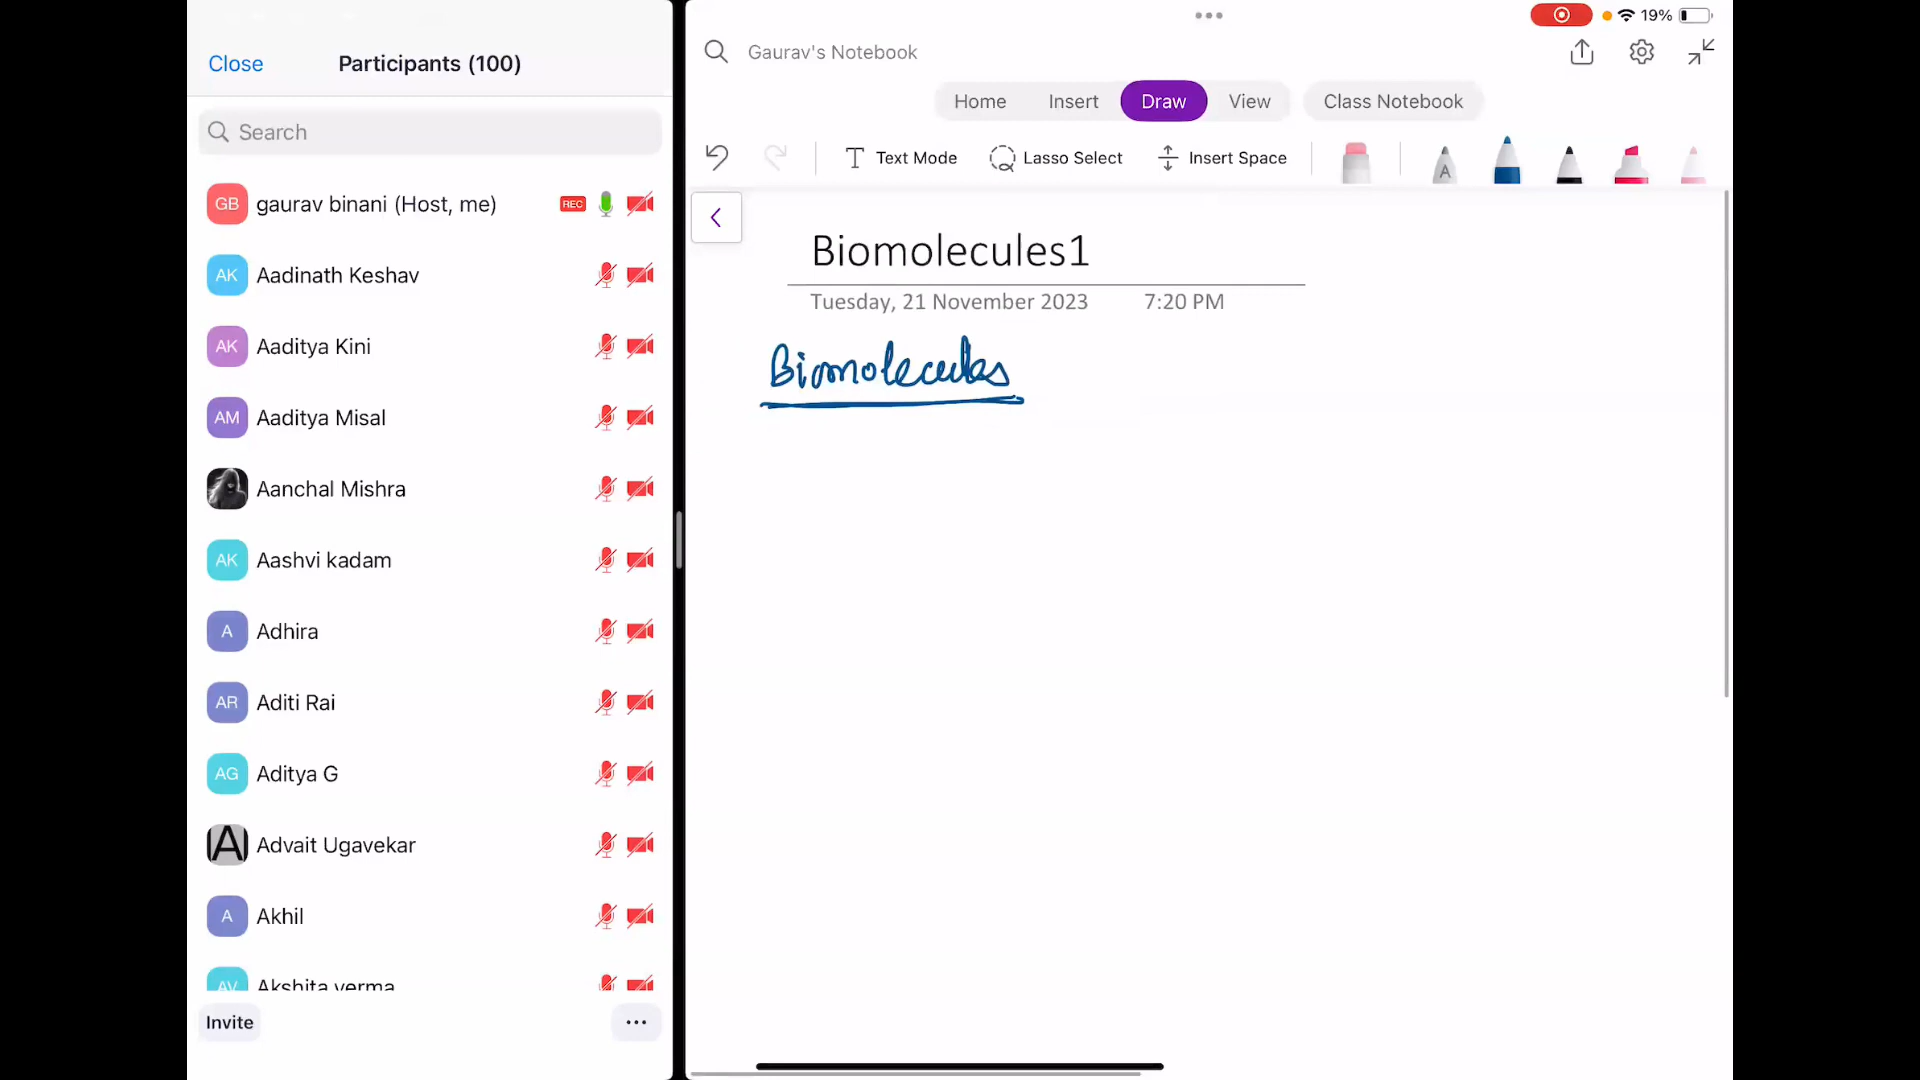 19%
Close
Participants (100)
Search
GB gaurav binani (Host, me) REC
AK Aadinath Keshav
AK Aaditya Kini
AM Aaditya Misal
Aanchal Mishra
AK Aashvi kadam
A Adhira
AR Aditi Rai
AG Aditya G
A Advait Ugavekar
A Akhil
AV Akshita verma
Invite
Gaurav's Notebook
Home Insert Draw View Class Notebook
Text Mode Lasso Select Insert Space A
Biomolecules1
Tuesday, 21 November 2023 7:20 PM
Biomolecules